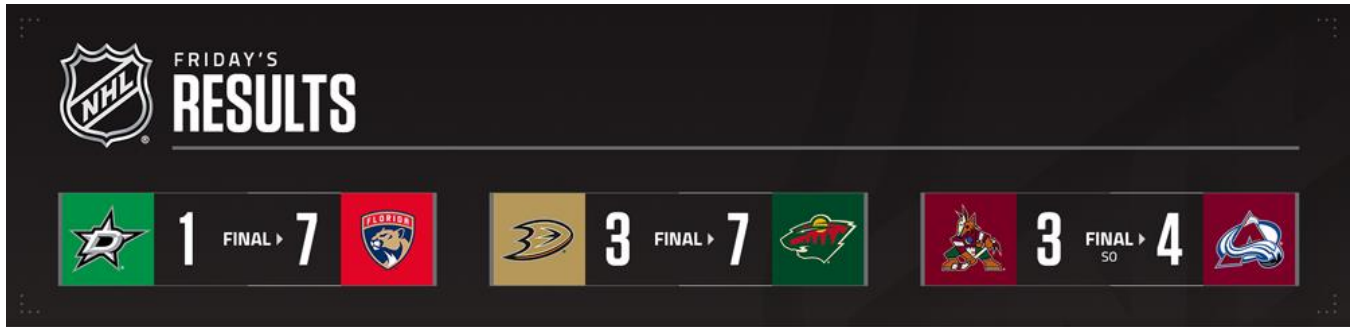 NHL
FRIDAY'S
RESULTS
1 FINAL 7
FLORIDA
3 FINAL 7
3 FINAL 4
SO